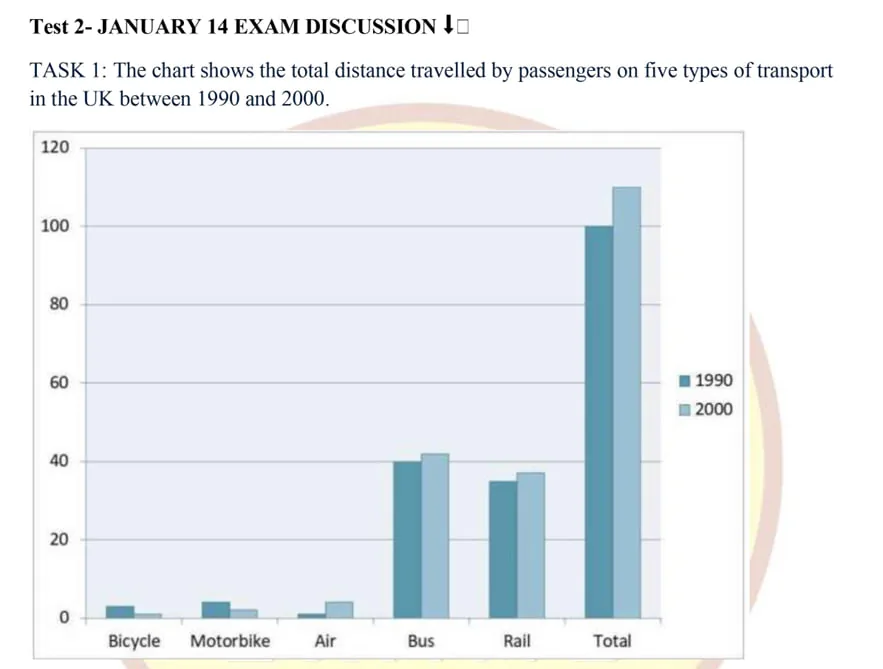 Test 2- JANUARY 14 EXAM DISCUSSION ⬇
TASK 1: The chart shows the total distance travelled by passengers on five types of transport
in the UK between 1990 and 2000.
120
100
80
60
40
20
0
Bicycle Motorbike Air Bus Rail Total
1990
2000